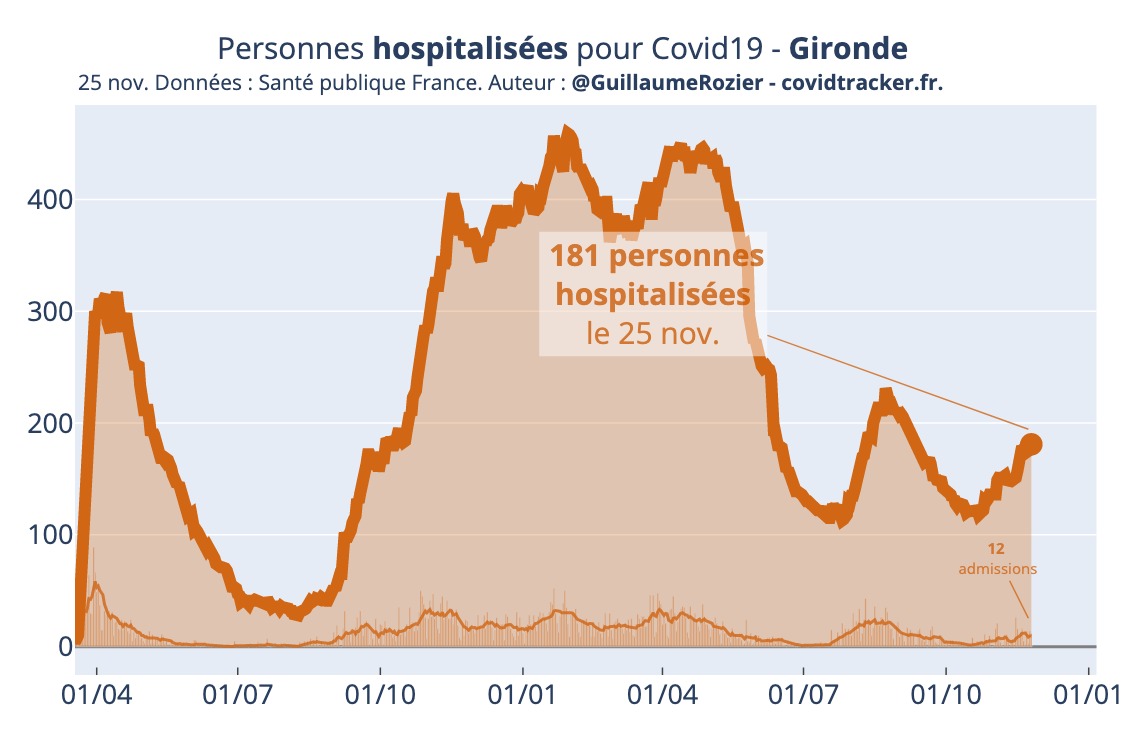 Personnes hospitalisées pour Covid19 - Gironde
25 nov. Données : Santé publique France. Auteur : @GuillaumeRozier - covidtracker.fr.
400
300
200
100
0
181 personnes
hospitalisées
le 25 nov.
12
admissions
01/04
01/07
01/10
01/01
01/04
01/07
01/10
01/01